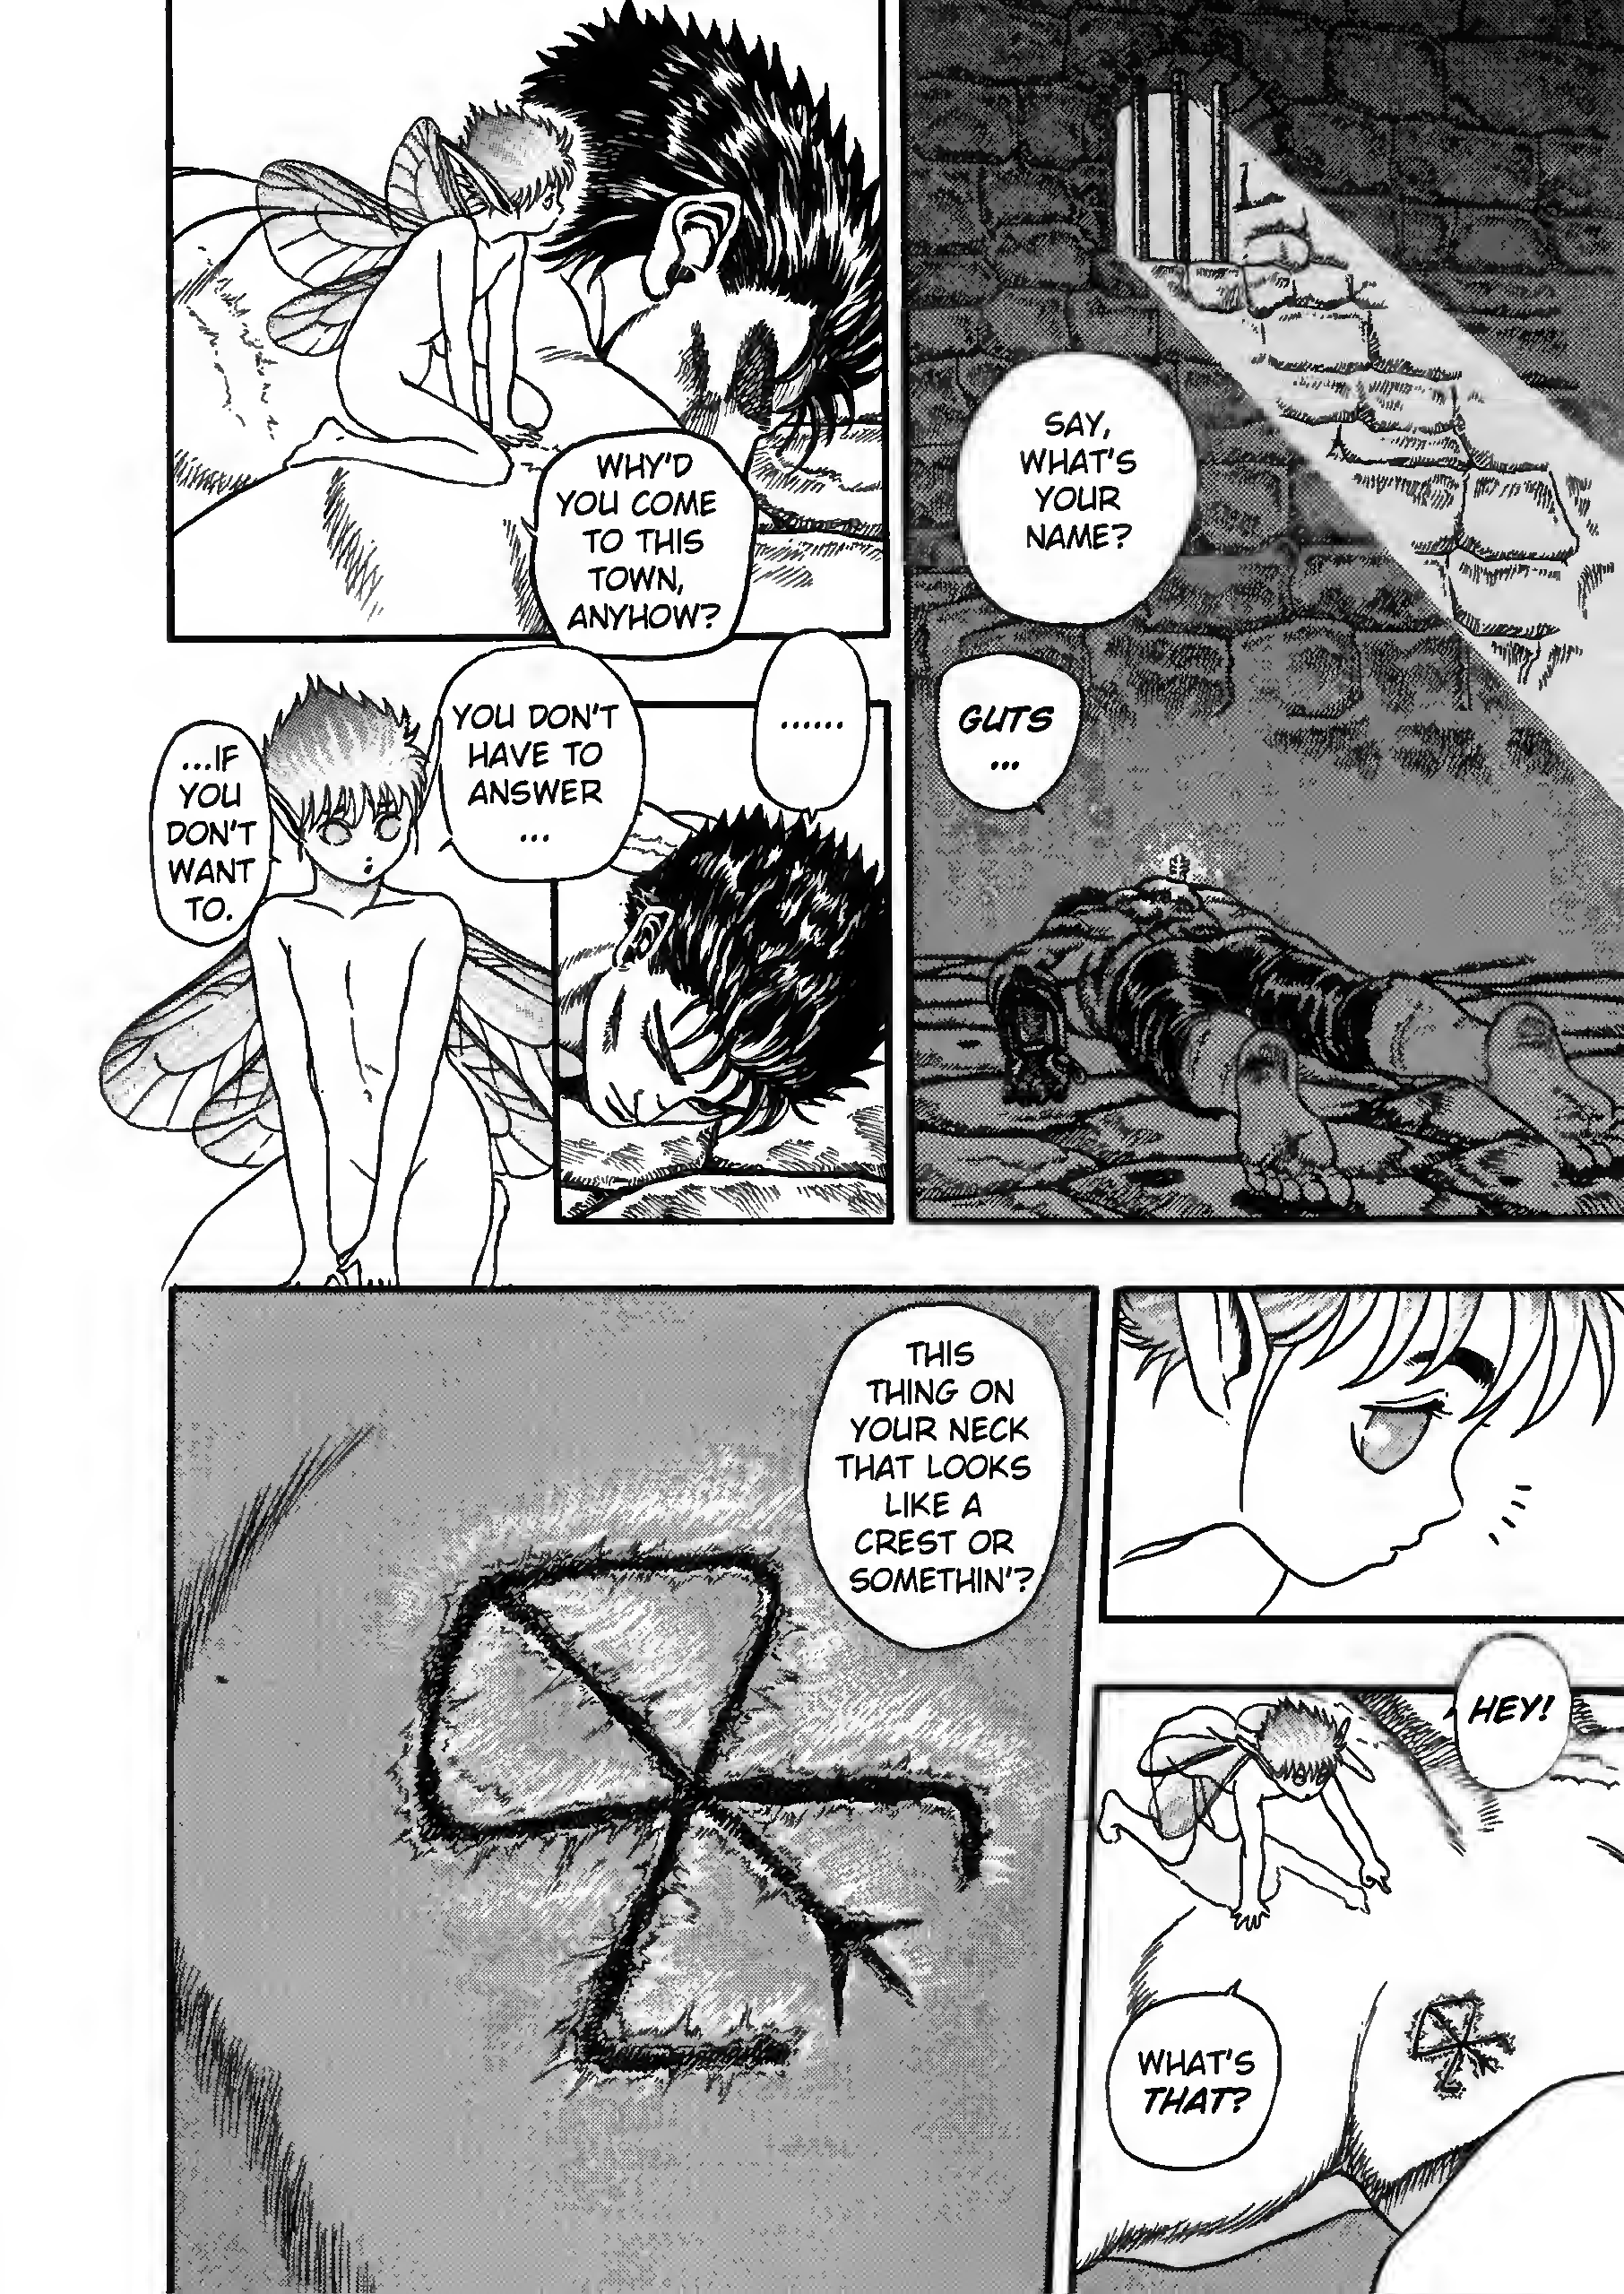 SAY,
WHAT'S
YOUR
NAME?
GUTS
...
WHY'D
YOU COME
TO THIS
TOWN,
ANYHOW?
......
YOU DON'T
HAVE TO
ANSWER
...
...IF
YOU
DON'T
WANT
TO.
HEY!
WHAT'S
THAT?
THIS
THING ON
YOUR NECK
THAT LOOKS
LIKE A
CREST OR
SOMETHIN'?